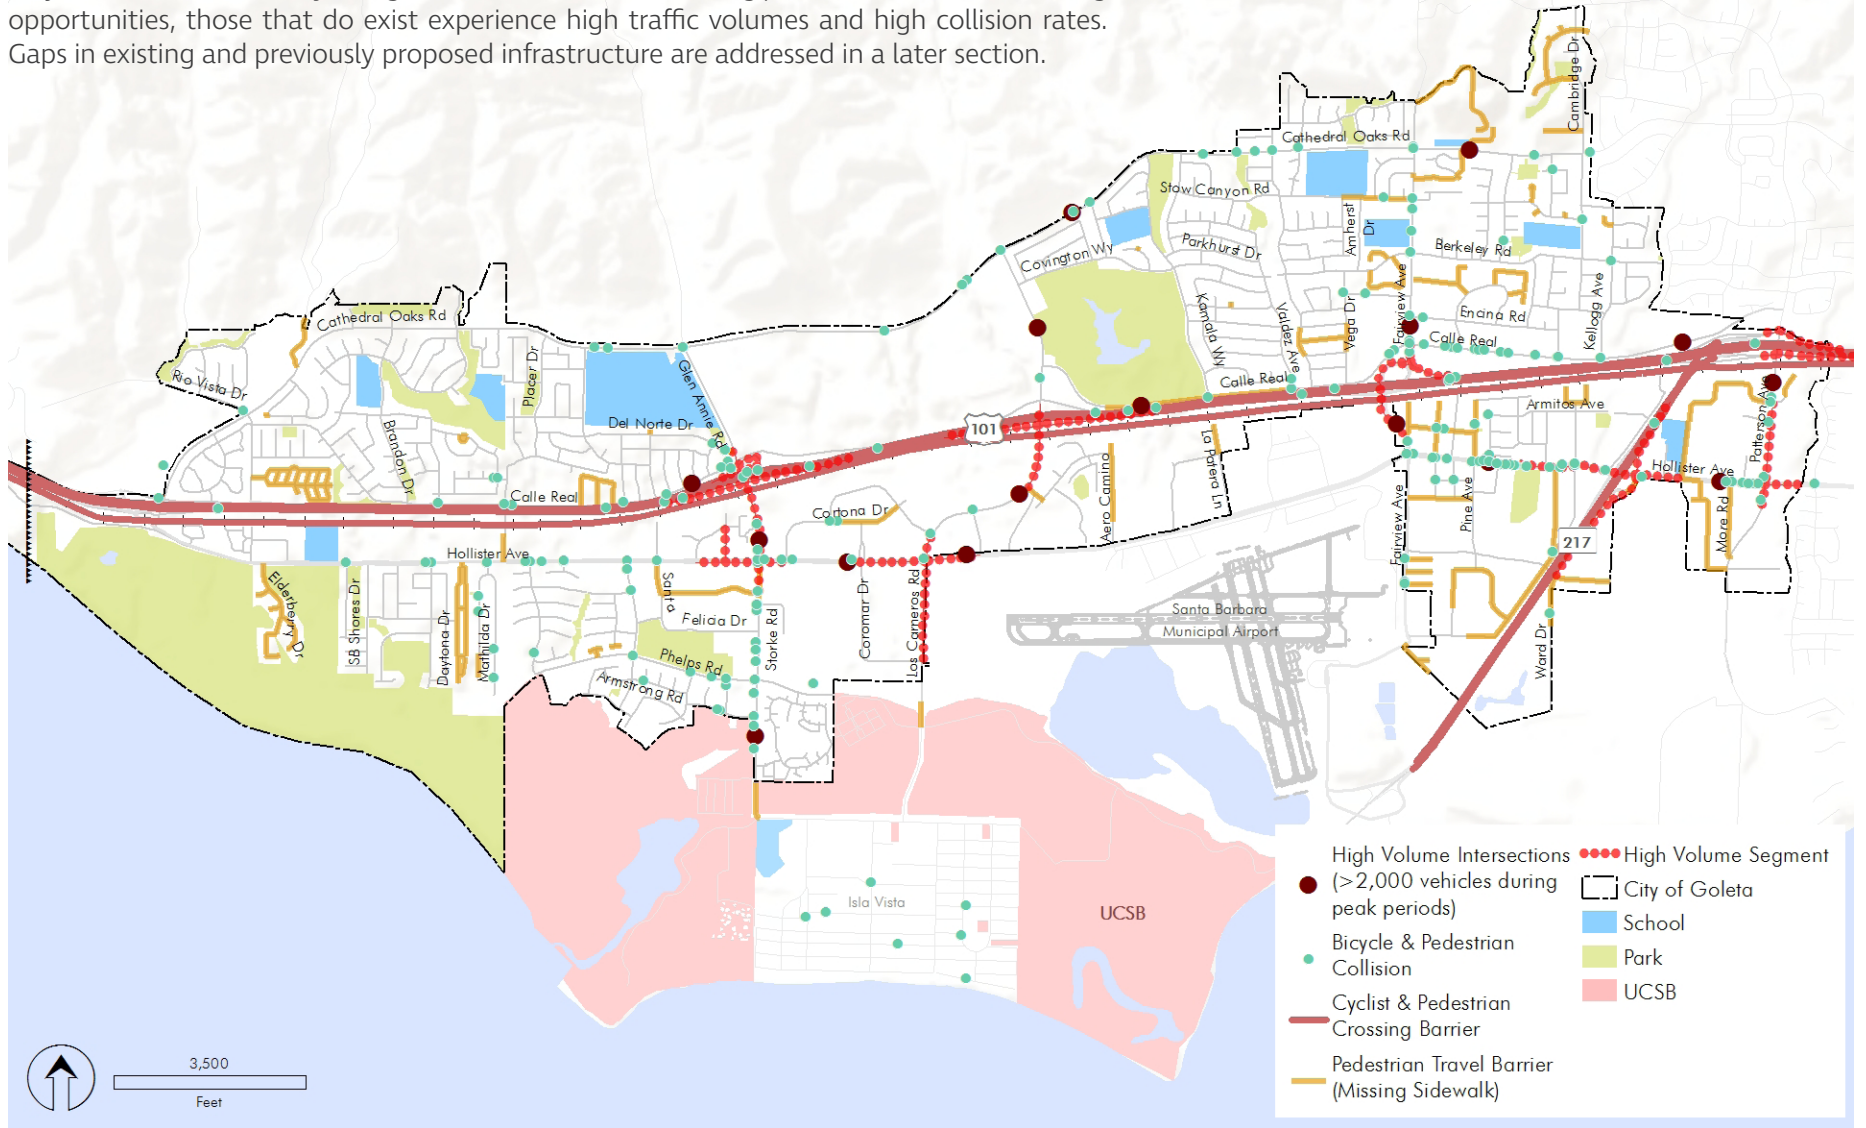 opportunities, those that do exist experience high traffic volumes and high collision rates.
Gaps in existing and previously proposed infrastructure are addressed in a later section.
Cambridge Dr
Cathedral Oaks Rd
Stow Canyon Rd
Amherst
Dr
Parkhurst Dr
Berkeley Rd
Covington Wy
Fairview Ave
Kellogg Ave
Kamala Wy
Valdez Ave
Vega Dr
Encina Rd
Calle Real
Cathedral Oaks Rd
Rio Vista Dr
Placer Dr
Glen Annie Rd
Calle Real
Armitos Ave
Patterson Ave
Del Norte Dr
101
Brandon Dr
La Patera Ln
Hollister Ave
Calle Real
Cortona Dr
Aero Camino
Fairview Ave
Pine Ave
More Rd
217
Hollister Ave
Elderberry Dr
SB Shores Dr
Daytona Dr
Mathilda Dr
Santa
Felicia Dr
Storke Rd
Coromar Dr
Los Carneros Rd
Santa Barbara
Municipal Airport
Ward Dr
Phelps Rd
Armstrong Rd
Isla Vista
UCSB
High Volume Intersections
(>2,000 vehicles during
peak periods)
Bicycle & Pedestrian
Collision
Cyclist & Pedestrian
Crossing Barrier
Pedestrian Travel Barrier
(Missing Sidewalk)
High Volume Segment
City of Goleta
School
Park
UCSB
3,500
Feet